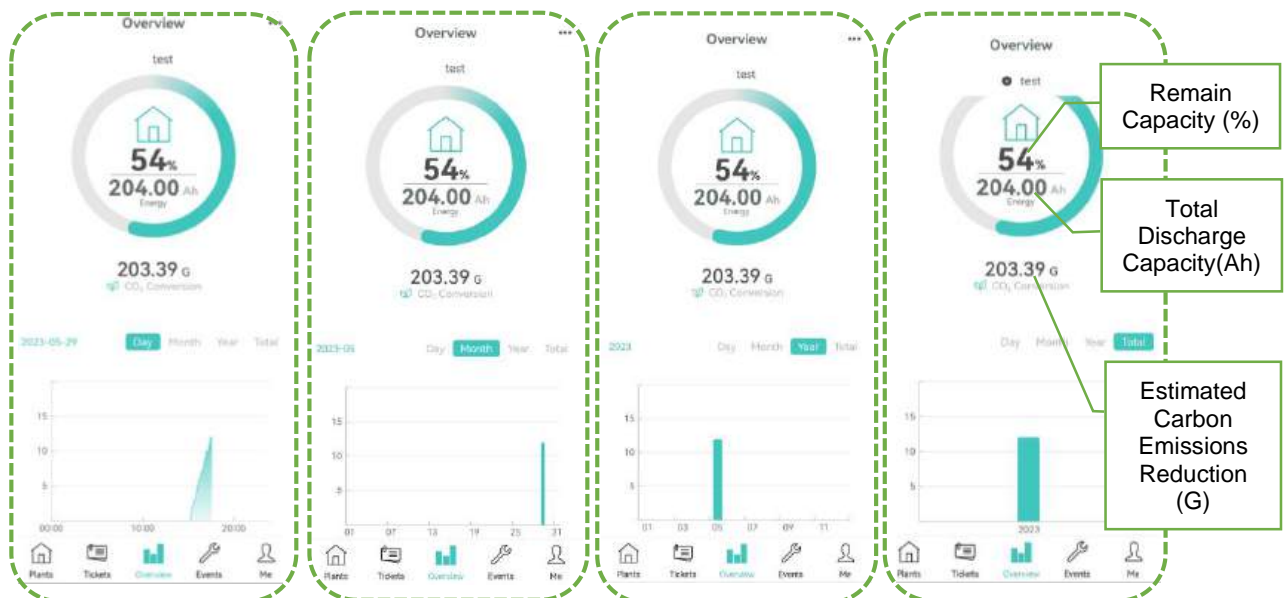 Overview
•••
test
54%
204.00 Ah
Energy
203.39 G
CO₂ Conversion
2023-05-29
Day Month Year Total
15
10
5
00:00 10:00 20:00
Plants Tickets Overview Events Me
Overview
•••
test
54%
204.00 Ah
Energy
203.39 G
CO₂ Conversion
2023-05
Day Month Year Total
15
10
5
01 07 13 19 25 31
Plants Tickets Overview Events Me
Overview
•••
test
54%
204.00 Ah
Energy
203.39 G
CO₂ Conversion
2023
Day Month Year Total
15
10
5
01 03 05 07 09 11
Plants Tickets Overview Events Me
Overview
test
54%
204.00 Ah
Energy
203.39 G
CO₂ Conversion
Day Month Year Total
15
10
5
2023
Plants Tickets Overview Events Me
Remain
Capacity (%)
Total
Discharge
Capacity(Ah)
Estimated
Carbon
Emissions
Reduction
(G)